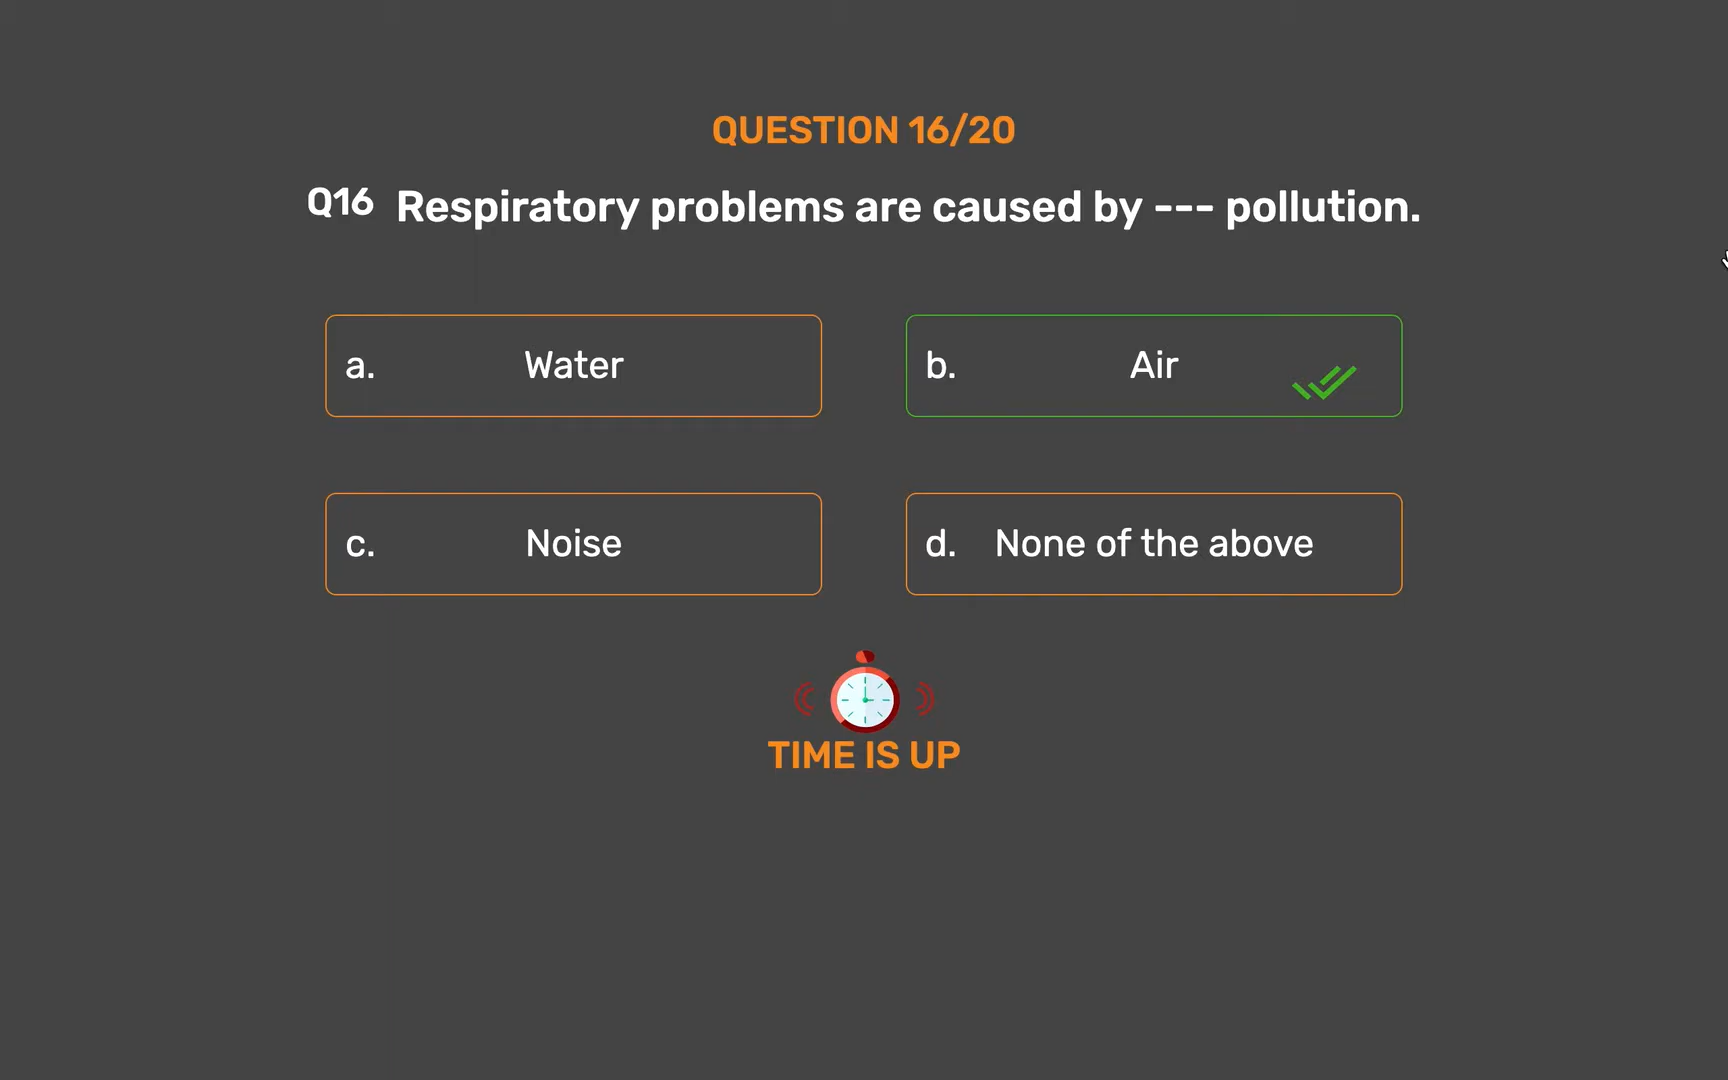 QUESTION 16/20
Q16 Respiratory problems are caused by --- pollution.
a. Water
b. Air
c. Noise
d. None of the above
TIME IS UP